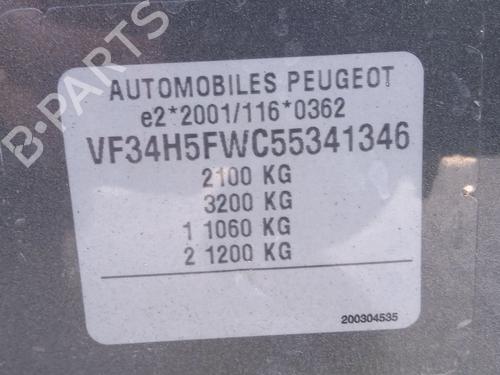 B-PARTS
AUTOMOBILES PEUGEOT
e2*2001/116*0362
VF34H5FWC55341346
2100 KG
3200 KG
1 1060 KG
2 1200 KG
200304535